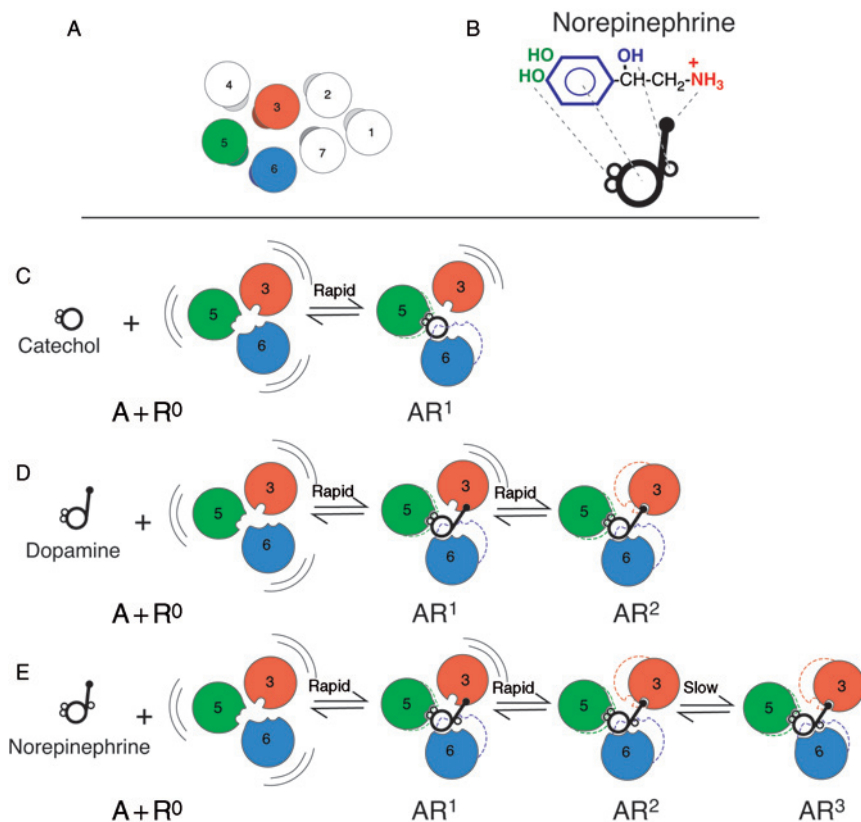 A
B
Norepinephrine
4
2
3
1
5
7
6
HO
OH
+
HO
CH-CH₂-NH₃
C
3
Rapid
5
5
3
+
Catechol
6
6
A + R⁰
AR¹
D
3
Rapid
3
Rapid
3
5
5
5
+
Dopamine
6
6
6
A + R⁰
AR¹
AR²
E
3
Rapid
3
Rapid
3
Slow
3
5
5
5
5
+
Norepinephrine
6
6
6
6
A + R⁰
AR¹
AR²
AR³